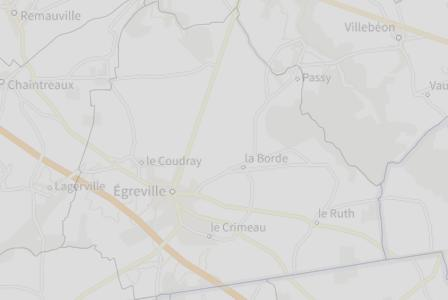 Remauville
Villebéon
Passy
Chaintreaux
Vau
le Coudray
la Borde
Lagerville
Égreville
le Ruth
le Crimeau